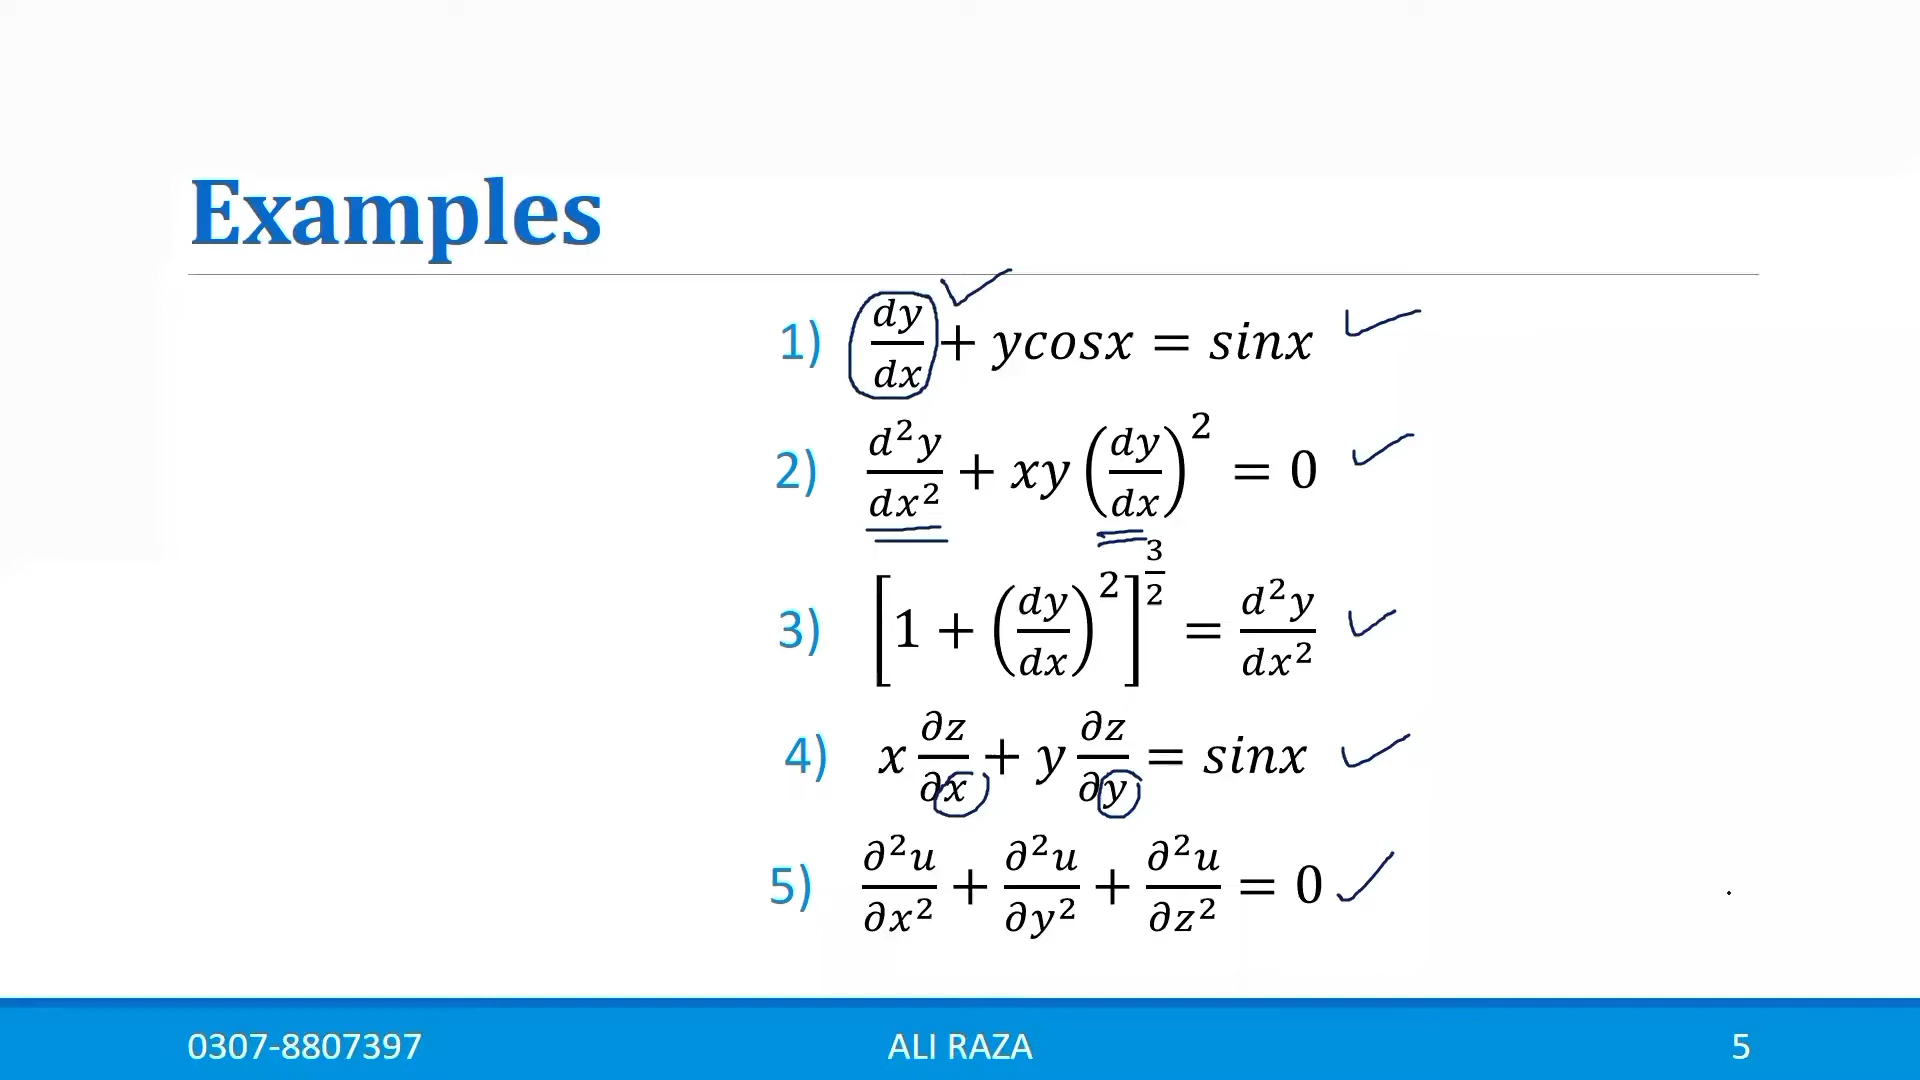 Examples
1) dy/dx + ycosx = sinx
2) d²y/dx² + xy(dy/dx)² = 0
3) [1 + (dy/dx)²]^(3/2) = d²y/dx²
4) x ∂z/∂x + y ∂z/∂y = sinx
5) ∂²u/∂x² + ∂²u/∂y² + ∂²u/∂z² = 0
0307-8807397 ALI RAZA 5